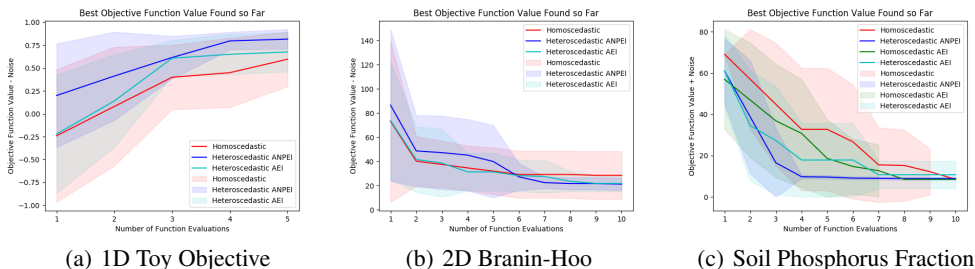 Best Objective Function Value Found so Far
Objective Function Value - Noise
1.00
0.75
0.50
0.25
0.00
−0.25
−0.50
−0.75
−1.00
Homoscedastic
Heteroscedastic ANPEI
Heteroscedastic AEI
Homoscedastic
Heteroscedastic ANPEI
Heteroscedastic AEI
1 2 3 4 5
Number of Function Evaluations
(a) 1D Toy Objective
Best Objective Function Value Found so Far
Objective Function Value + Noise
140
120
100
80
60
40
20
0
Homoscedastic
Heteroscedastic ANPEI
Heteroscedastic AEI
Homoscedastic
Heteroscedastic ANPEI
Heteroscedastic AEI
1 2 3 4 5 6 7 8 9 10
Number of Function Evaluations
(b) 2D Branin-Hoo
Best Objective Function Value Found so Far
Objective Function Value + Noise
80
60
40
20
0
Homoscedastic
Heteroscedastic ANPEI
Homoscedastic AEI
Heteroscedastic AEI
Homoscedastic
Heteroscedastic ANPEI
Homoscedastic AEI
Heteroscedastic AEI
1 2 3 4 5 6 7 8 9 10
Number of Function Evaluations
(c) Soil Phosphorus Fraction